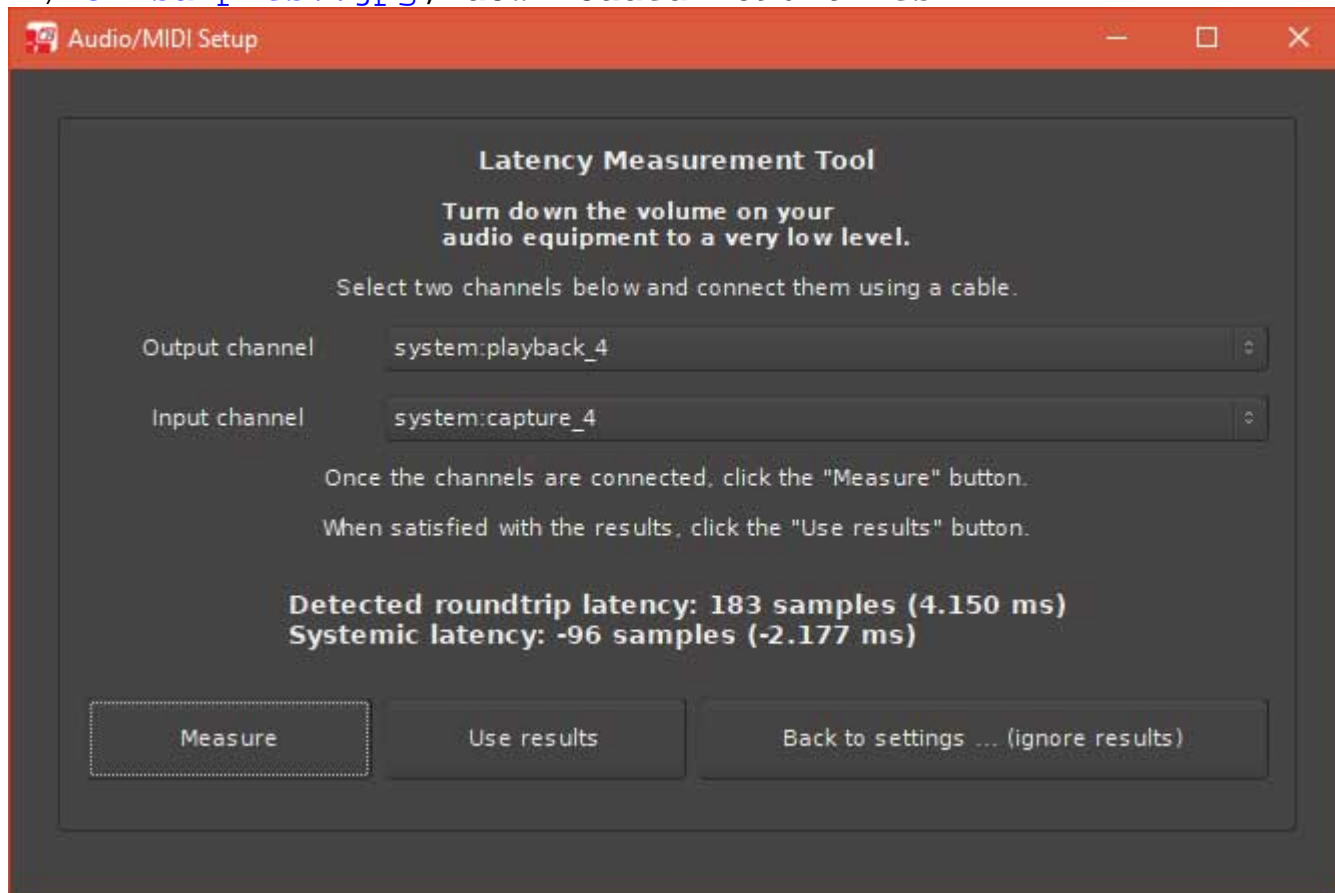 Audio/MIDI Setup
Latency Measurement Tool
Turn down the volume on your
audio equipment to a very low level.
Select two channels below and connect them using a cable.
Output channel system:playback_4
Input channel system:capture_4
Once the channels are connected, click the "Measure" button.
When satisfied with the results, click the "Use results" button.
Detected roundtrip latency: 183 samples (4.150 ms)
Systemic latency: -96 samples (-2.177 ms)
Measure Use results Back to settings ... (ignore results)